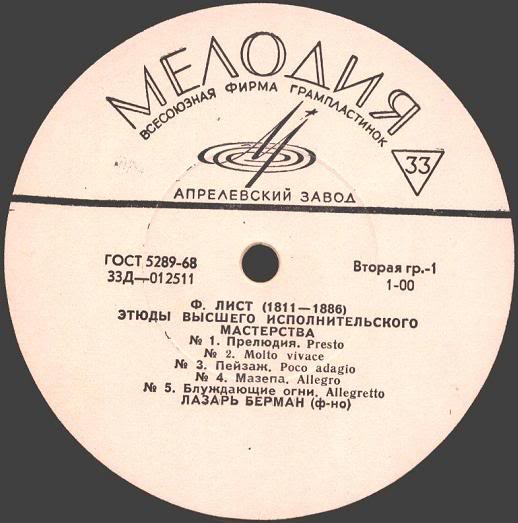 МЕЛОДИЯ
ВСЕСОЮЗНАЯ ФИРМА ГРАМПЛАСТИНОК
33
АПРЕЛЕВСКИЙ ЗАВОД
ГОСТ 5289-68
33Д—012511
Вторая гр.-1
1-00
Ф. ЛИСТ (1811—1886)
ЭТЮДЫ ВЫСШЕГО ИСПОЛНИТЕЛЬСКОГО
МАСТЕРСТВА
№ 1. Прелюдия. Presto
№ 2. Molto vivace
№ 3. Пейзаж. Poco adagio
№ 4. Мазепа. Allegro
№ 5. Блуждающие огни. Allegretto
ЛАЗАРЬ БЕРМАН (ф-но)